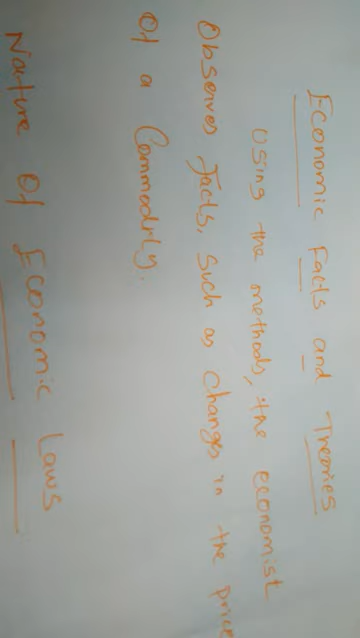 Economic Facts and Theories
Using the methods, the economist
Observes facts, Such as changes in the price
Of a Commodity.
Nature Of Economic Laws